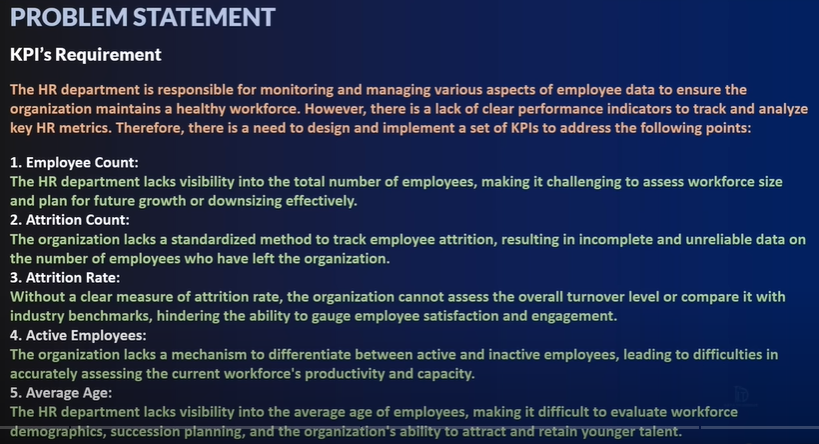 PROBLEM STATEMENT
KPI's Requirement
The HR department is responsible for monitoring and managing various aspects of employee data to ensure the
organization maintains a healthy workforce. However, there is a lack of clear performance indicators to track and analyze
key HR metrics. Therefore, there is a need to design and implement a set of KPIs to address the following points:
1. Employee Count:
The HR department lacks visibility into the total number of employees, making it challenging to assess workforce size
and plan for future growth or downsizing effectively.
2. Attrition Count:
The organization lacks a standardized method to track employee attrition, resulting in incomplete and unreliable data on
the number of employees who have left the organization.
3. Attrition Rate:
Without a clear measure of attrition rate, the organization cannot assess the overall turnover level or compare it with
industry benchmarks, hindering the ability to gauge employee satisfaction and engagement.
4. Active Employees:
The organization lacks a mechanism to differentiate between active and inactive employees, leading to difficulties in
accurately assessing the current workforce's productivity and capacity.
5. Average Age:
The HR department lacks visibility into the average age of employees, making it difficult to evaluate workforce
demographics, succession planning, and the organization's ability to attract and retain younger talent.